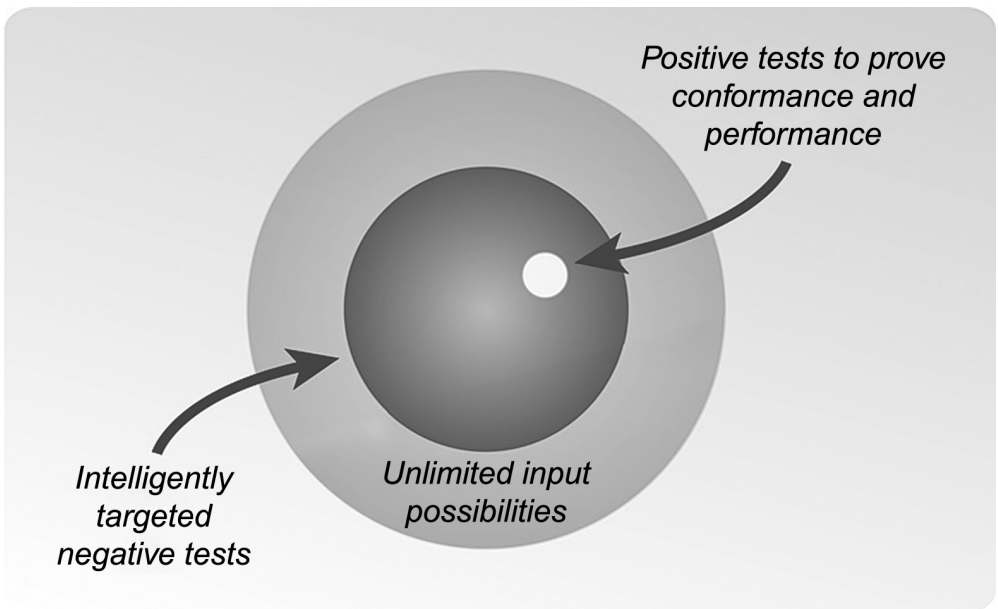 Positive tests to prove
conformance and
performance
Intelligently
targeted
negative tests
Unlimited input
possibilities